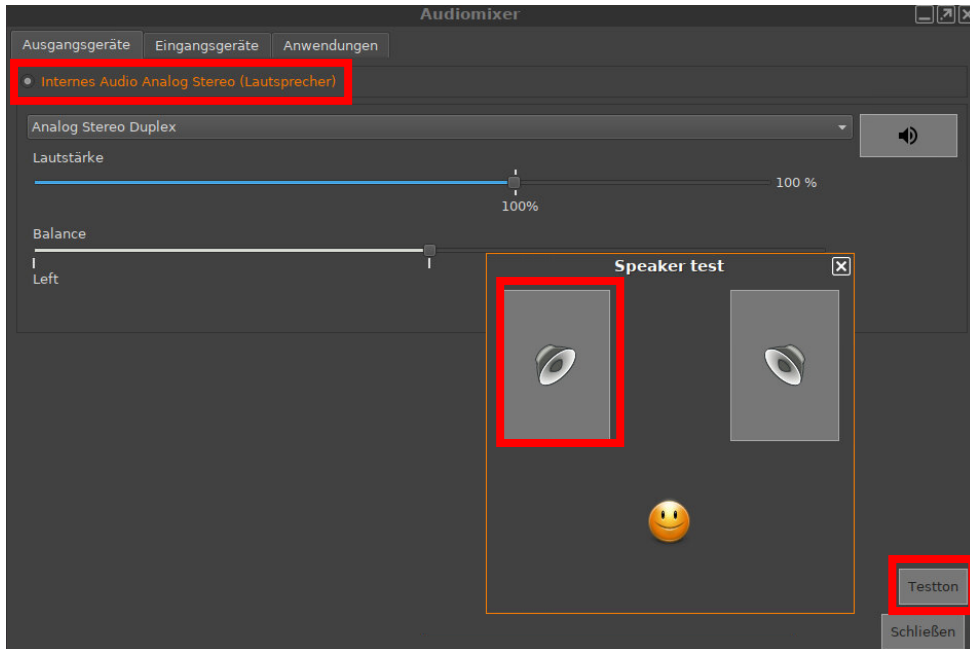 Audiomixer
Ausgangsgeräte Eingangsgeräte Anwendungen
Internes Audio Analog Stereo (Lautsprecher)
Analog Stereo Duplex
Lautstärke
100 %
100%
Balance
Left
Speaker test
Testton
Schließen